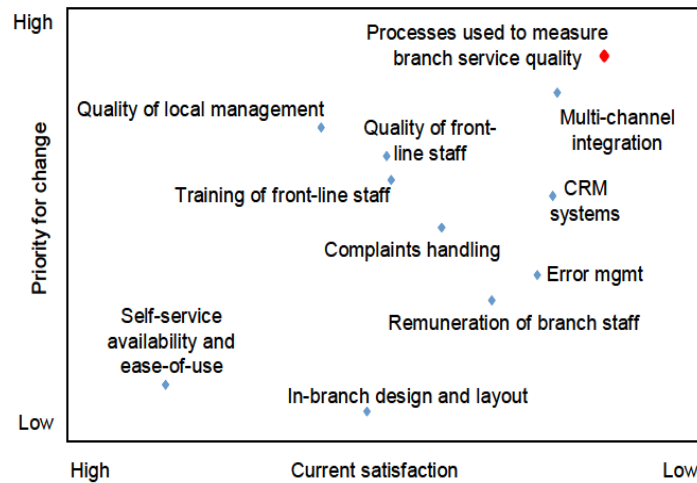 High
Processes used to measure
branch service quality
Quality of local management
Quality of front-
line staff
Multi-channel
integration
Training of front-line staff
CRM
systems
Complaints handling
Error mgmt
Remuneration of branch staff
Self-service
availability and
ease-of-use
In-branch design and layout
Priority for change
Low
High
Current satisfaction
Low